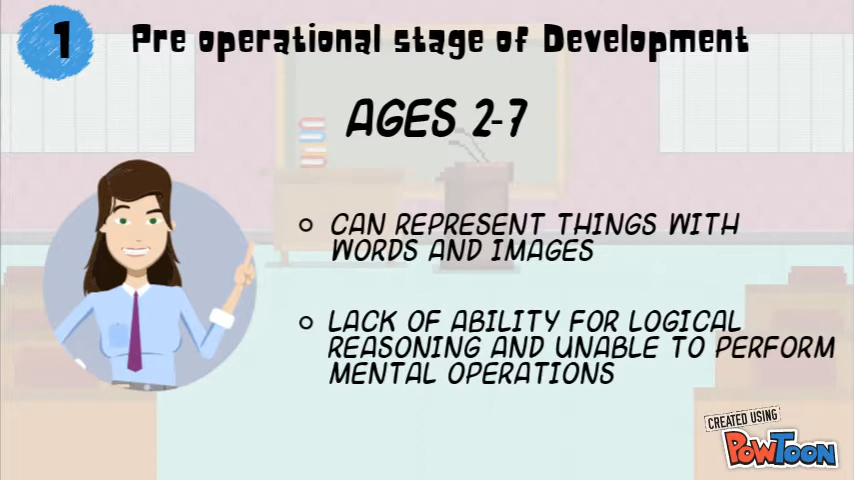 1 Pre operational stage of Development
AGES 2-7
CAN REPRESENT THINGS WITH
WORDS AND IMAGES
LACK OF ABILITY FOR LOGICAL
REASONING AND UNABLE TO PERFORM
MENTAL OPERATIONS
CREATED USING
POWTOON